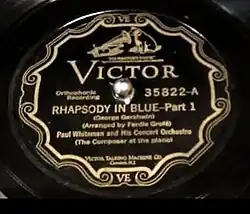 VE
"HIS MASTER'S VOICE"
VICTOR
Orthophonic
Recording
35822-A
RHAPSODY IN BLUE—Part 1
(George Gershwin)
(Arranged by Ferdie Grofé)
Paul Whiteman and His Concert Orchestra
(The Composer at the piano)
VICTOR TALKING MACHINE CO.
Camden, N.J.
VE